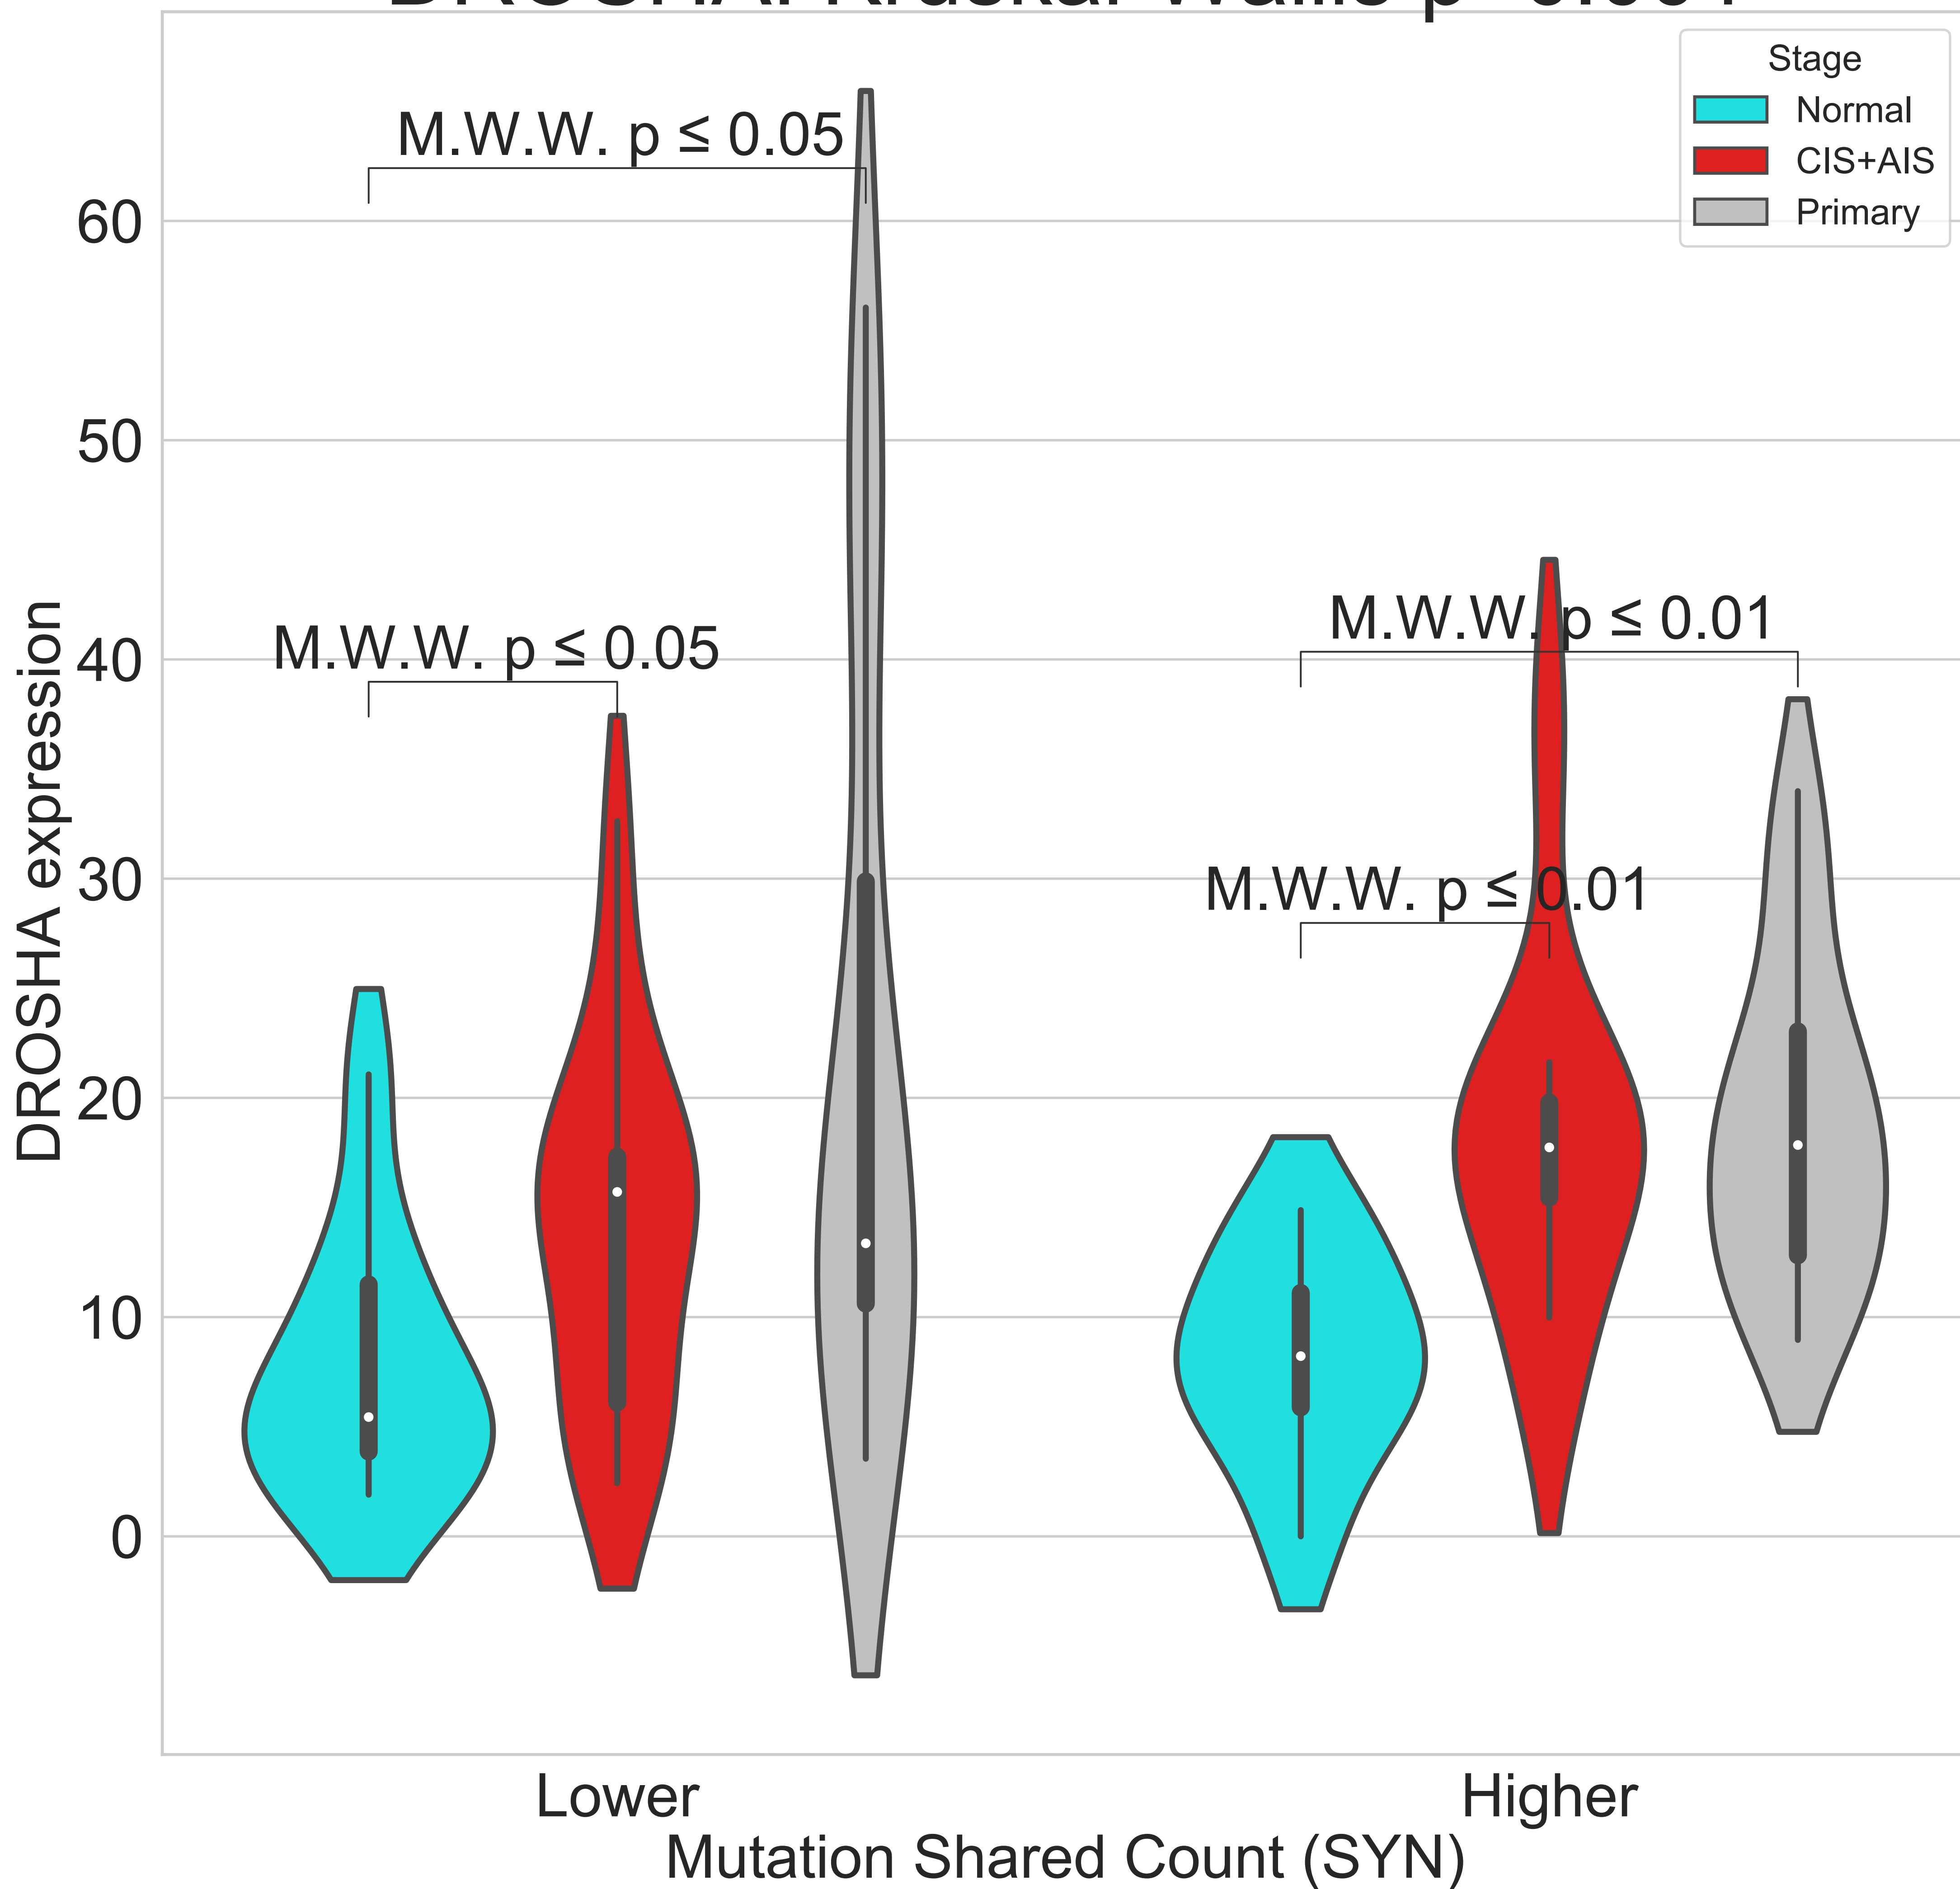 Stage
Normal
CIS+AIS
Primary
M.W.W. p ≤ 0.05
M.W.W. p ≤ 0.05
M.W.W. p ≤ 0.01
M.W.W. p ≤ 0.01
60
50
40
30
20
10
0
DROSHA expression
Lower
Higher
Mutation Shared Count (SYN)